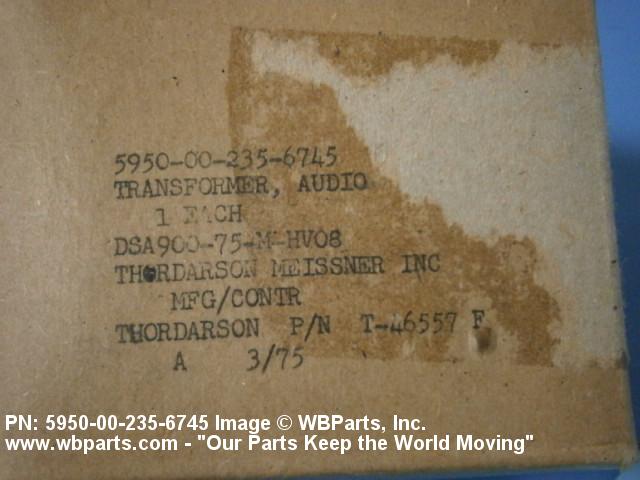 5950-00-235-6745
TRANSFORMER, AUDIO
1 EACH
DSA900-75-M-HV08
THORDARSON MEISSNER INC
MFG/CONTR
THORDARSON P/N T-46557 F
A 3/75
PN: 5950-00-235-6745 Image © WBParts, Inc.
www.wbparts.com - "Our Parts Keep the World Moving"